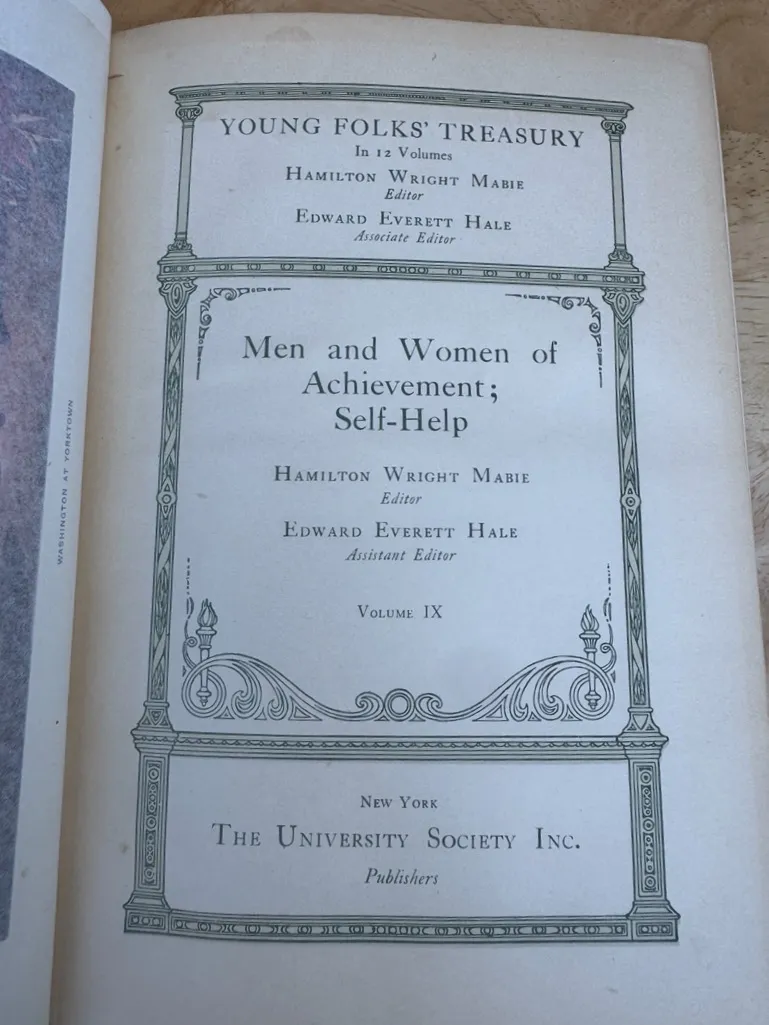 YOUNG FOLKS' TREASURY
In 12 Volumes
HAMILTON WRIGHT MABIE
Editor
EDWARD EVERETT HALE
Associate Editor
Men and Women of
Achievement;
Self-Help
HAMILTON WRIGHT MABIE
Editor
EDWARD EVERETT HALE
Assistant Editor
VOLUME IX
NEW YORK
THE UNIVERSITY SOCIETY INC.
Publishers
WASHINGTON AT YORKTOWN